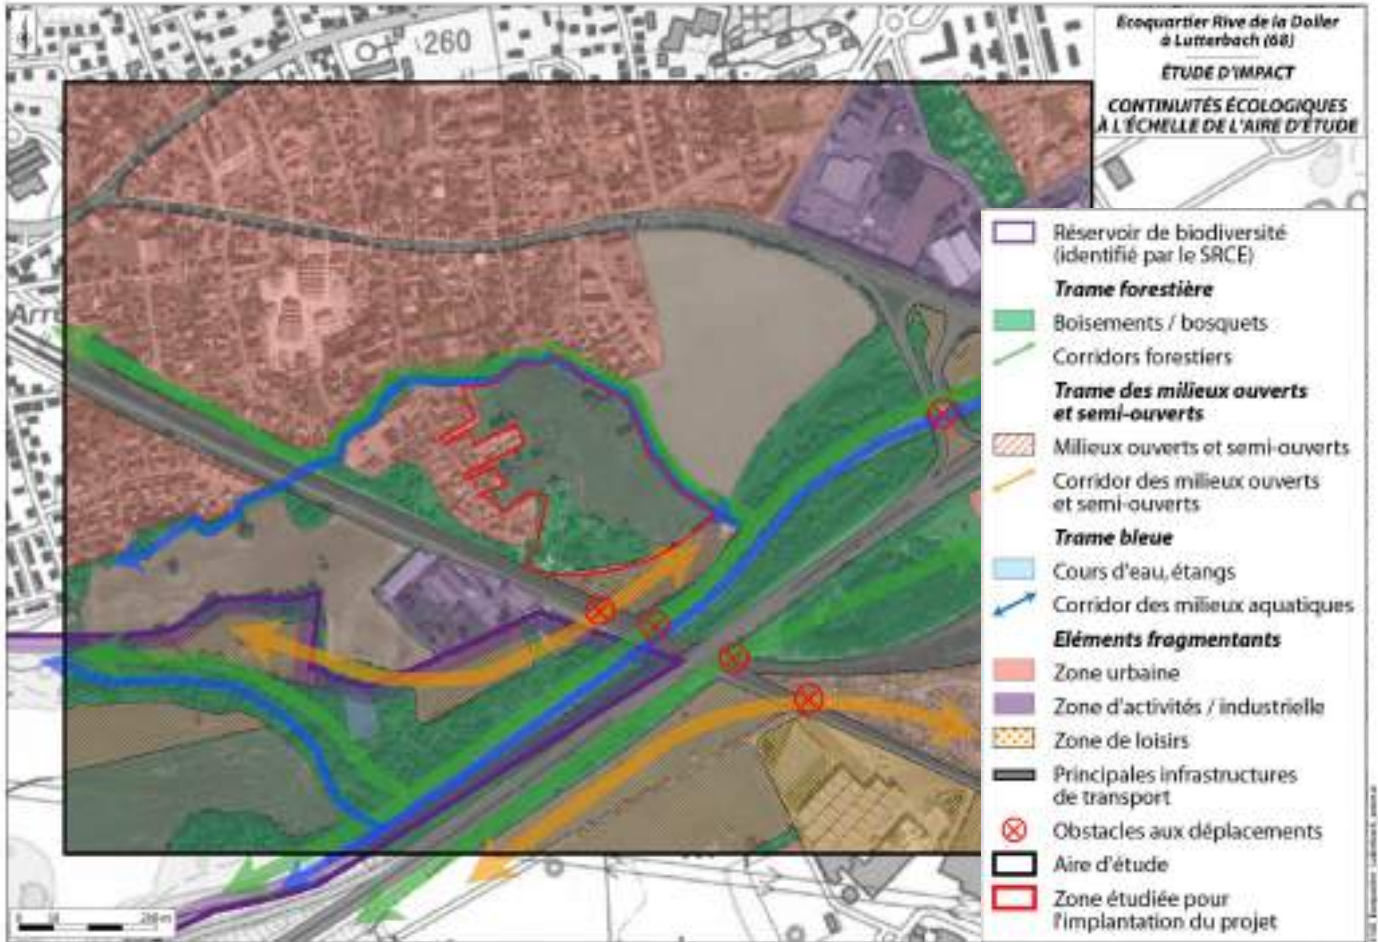 260
Ecoquartier Rive de la Doller
à Lutterbach (68)
ÉTUDE D'IMPACT
CONTINUITÉS ÉCOLOGIQUES
À L'ÉCHELLE DE L'AIRE D'ÉTUDE
Réservoir de biodiversité
(identifié par le SRCE)
Trame forestière
Boisements / bosquets
Corridors forestiers
Trame des milieux ouverts
et semi-ouverts
Milieux ouverts et semi-ouverts
Corridor des milieux ouverts
et semi-ouverts
Trame bleue
Cours d'eau, étangs
Corridor des milieux aquatiques
Eléments fragmentants
Zone urbaine
Zone d'activités / industrielle
Zone de loisirs
Principales infrastructures
de transport
Obstacles aux déplacements
Aire d'étude
Zone étudiée pour
l'implantation du projet
0